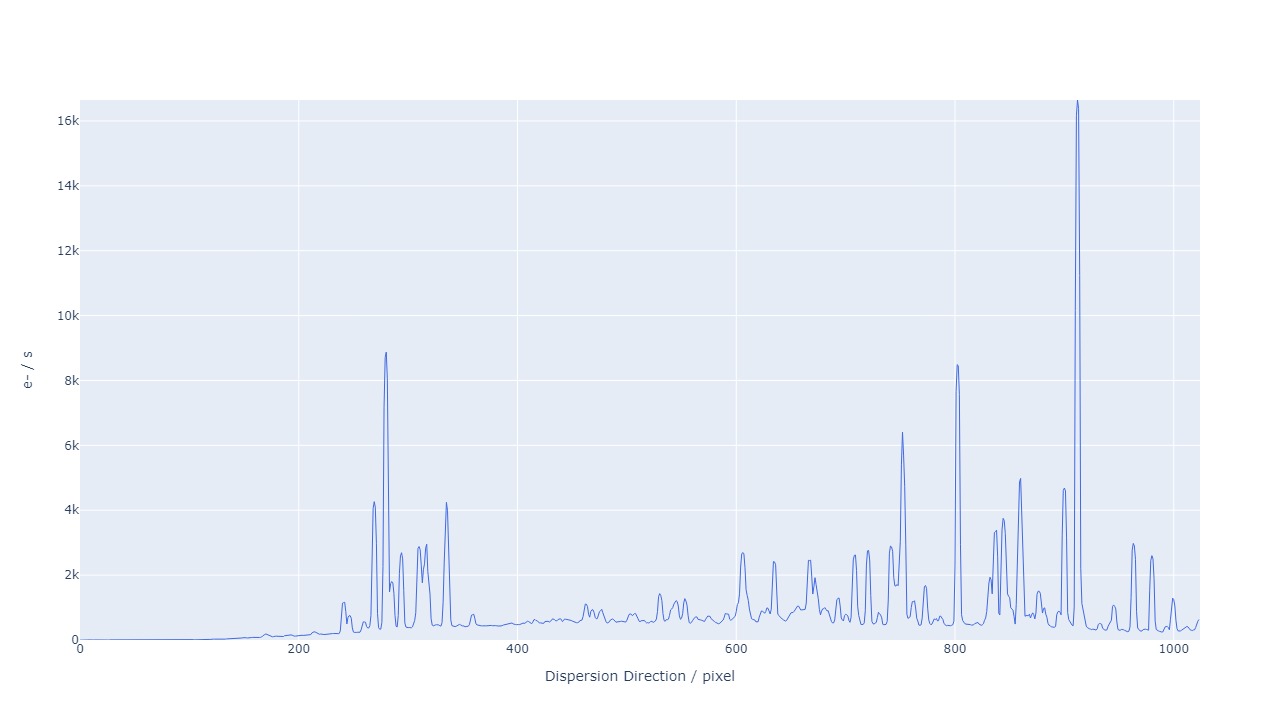 16k
14k
12k
10k
8k
6k
4k
2k
0
e- / s
0 200 400 600 800 1000
Dispersion Direction / pixel